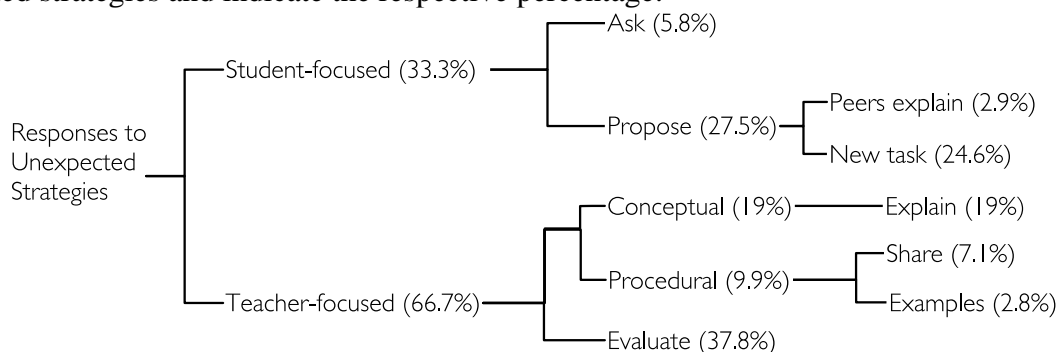 ed strategies and indicate the respective percentage.
Ask (5.8%)
Student-focused (33.3%)
Peers explain (2.9%)
Propose (27.5%)
New task (24.6%)
Responses to
Unexpected
Strategies
Conceptual (19%)
Explain (19%)
Share (7.1%)
Procedural (9.9%)
Examples (2.8%)
Teacher-focused (66.7%)
Evaluate (37.8%)